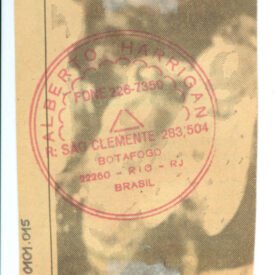 ALBERTO HARRIGAN
FONE 226-7350
R: SÃO CLEMENTE 283/504
BOTAFOGO
22260 - RIO - RJ
BRASIL
0101.015